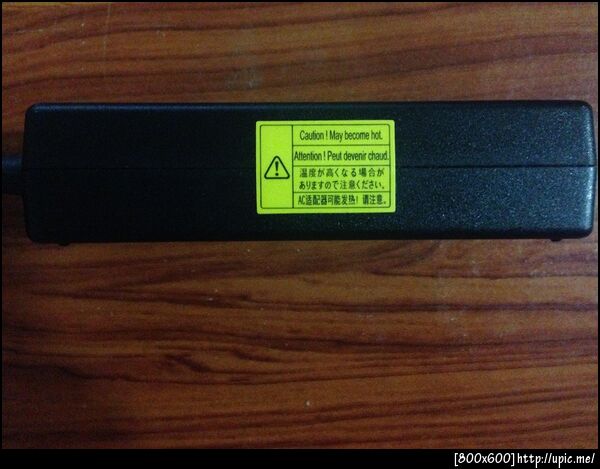 Caution ! May become hot.
Attention ! Peut devenir chaud.
温度が高くなる場合が
ありますので注意ください。
AC适配器可能发热！请注意。
[800x600]http://upic.me/